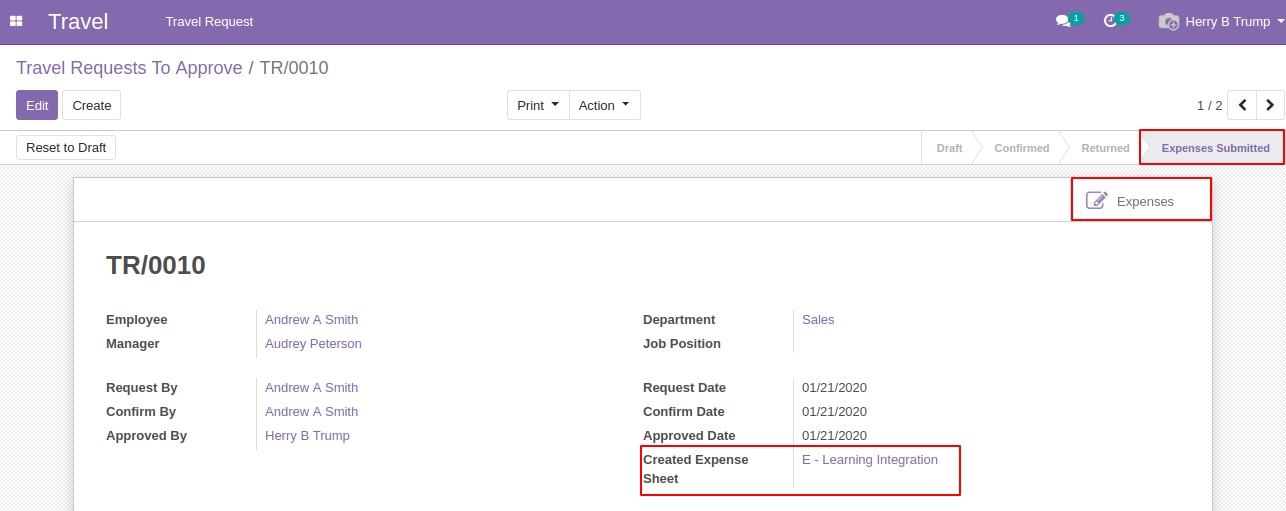 Travel Travel Request 1 3 Herry B Trump
Travel Requests To Approve / TR/0010
Edit Create Print Action 1 / 2
Reset to Draft Draft Confirmed Returned Expenses Submitted
Expenses
TR/0010
Employee Andrew A Smith Department Sales
Manager Audrey Peterson Job Position
Request By Andrew A Smith Request Date 01/21/2020
Confirm By Andrew A Smith Confirm Date 01/21/2020
Approved By Herry B Trump Approved Date 01/21/2020
Created Expense E - Learning Integration
Sheet